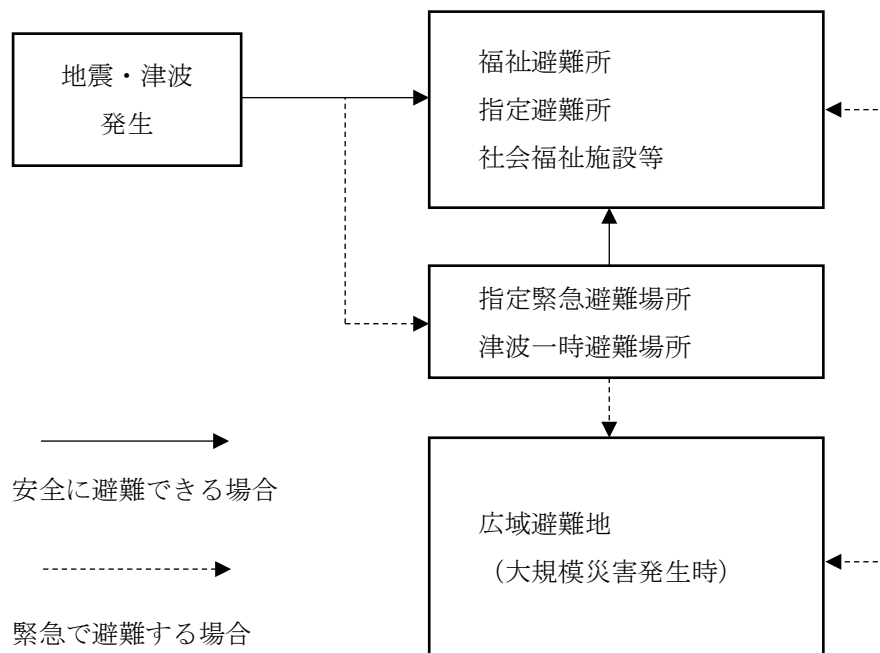 地震・津波
発生
福祉避難所
指定避難所
社会福祉施設等
指定緊急避難場所
津波一時避難場所
安全に避難できる場合
広域避難地
（大規模災害発生時）
緊急で避難する場合